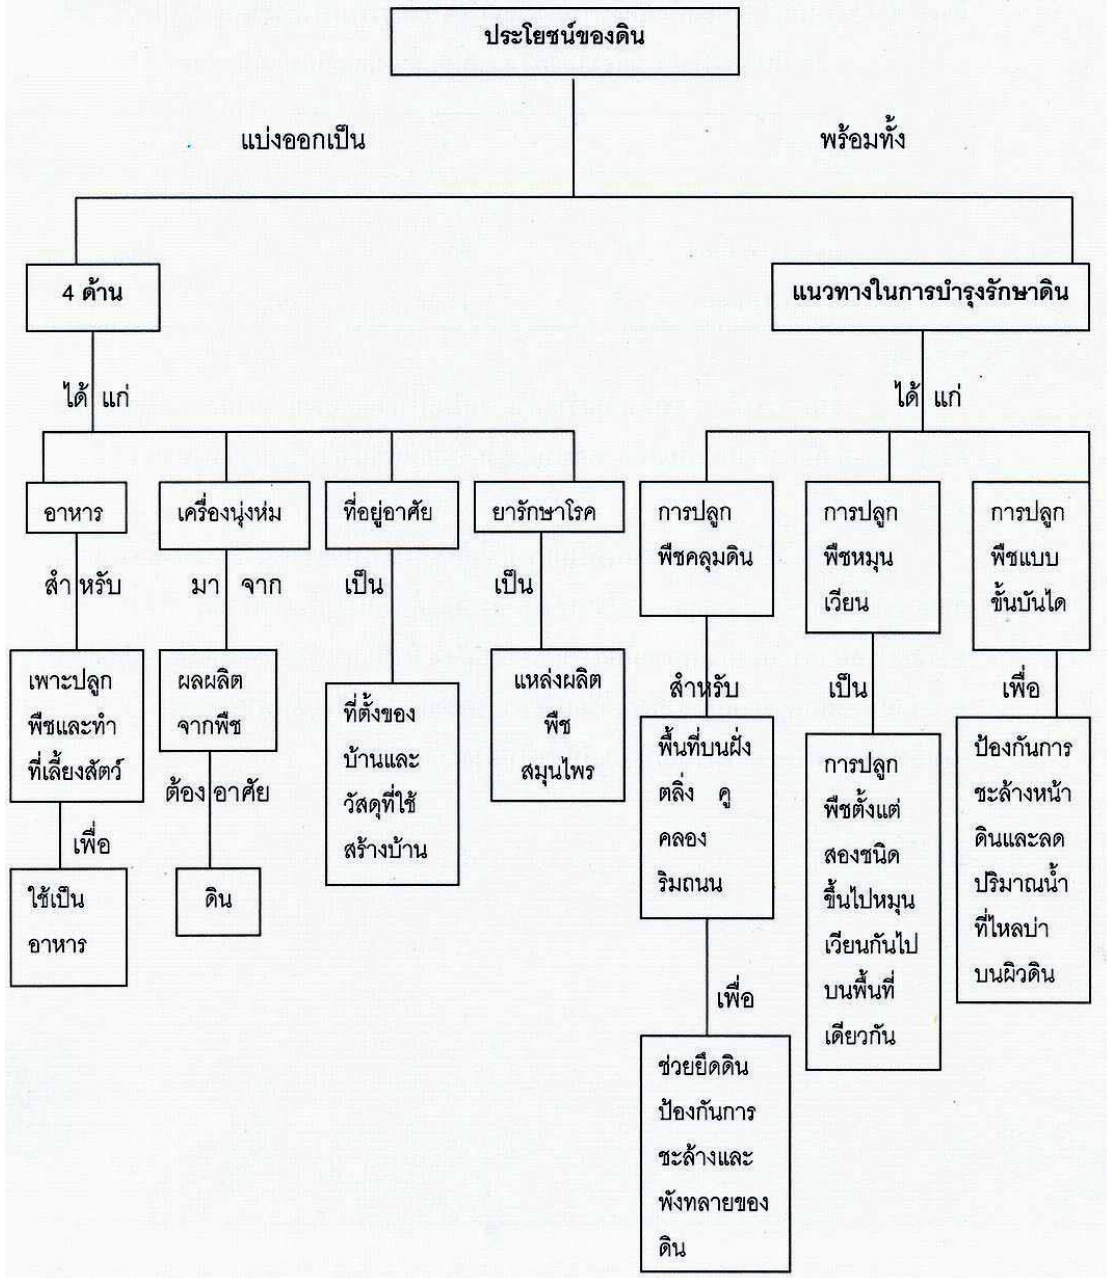 ประโยชน์ของดิน
แบ่งออกเป็น
พร้อมทั้ง
4 ด้าน
แนวทางในการบำรุงรักษาดิน
ได้ แก่
ได้ แก่
อาหาร
เครื่องนุ่งห่ม
ที่อยู่อาศัย
ยารักษาโรค
การปลูก
พืชคลุมดิน
การปลูก
พืชหมุน
เวียน
การปลูก
พืชแบบ
ขั้นบันได
สำ หรับ
มา จาก
เป็น
เป็น
สำหรับ
เป็น
เพื่อ
เพาะปลูก
พืชและทำ
ที่เลี้ยงสัตว์
ผลผลิต
จากพืช
ที่ตั้งของ
บ้านและ
วัสดุที่ใช้
สร้างบ้าน
แหล่งผลิต
พืช
สมุนไพร
พื้นที่บนฝั่ง
ตลิ่ง คู
คลอง
ริมถนน
การปลูก
พืชตั้งแต่
สองชนิด
ขึ้นไปหมุน
เวียนกันไป
บนพื้นที่
เดียวกัน
ป้องกันการ
ชะล้างหน้า
ดินและลด
ปริมาณน้ำ
ที่ไหลบ่า
บนผิวดิน
เพื่อ
ต้อง อาศัย
ใช้เป็น
อาหาร
ดิน
เพื่อ
ช่วยยึดดิน
ป้องกันการ
ชะล้างและ
พังทลายของ
ดิน